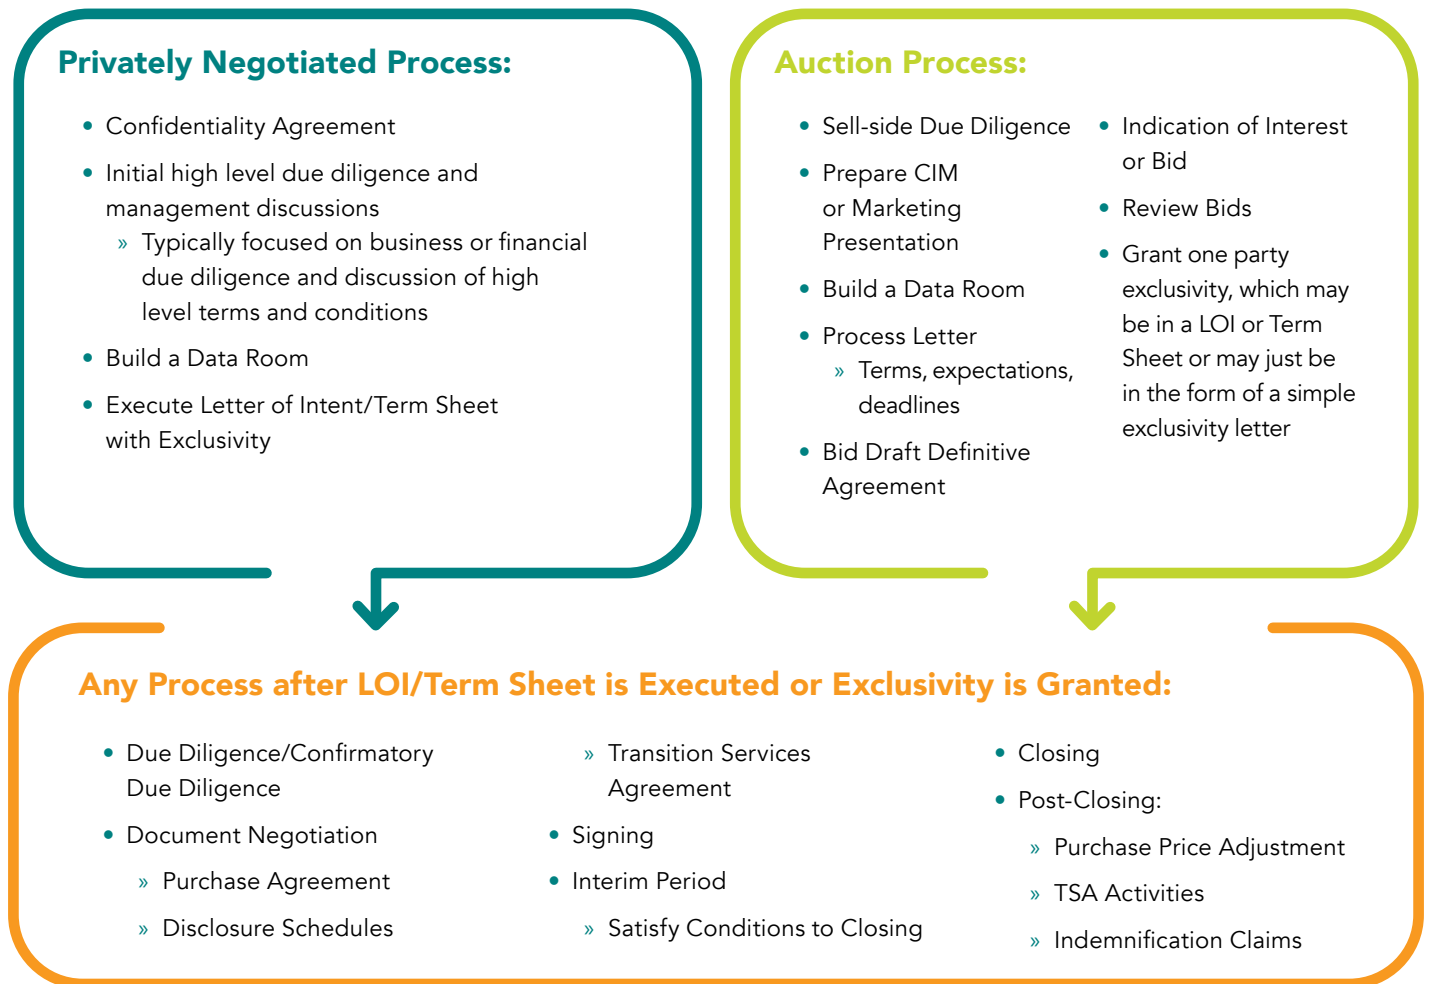 Privately Negotiated Process:
• Confidentiality Agreement
• Initial high level due diligence and
management discussions
» Typically focused on business or financial
due diligence and discussion of high
level terms and conditions
• Build a Data Room
• Execute Letter of Intent/Term Sheet
with Exclusivity
Auction Process:
• Sell-side Due Diligence
• Prepare CIM
or Marketing
Presentation
• Build a Data Room
• Process Letter
» Terms, expectations,
deadlines
• Bid Draft Definitive
Agreement
• Indication of Interest
or Bid
• Review Bids
• Grant one party
exclusivity, which may
be in a LOI or Term
Sheet or may just be
in the form of a simple
exclusivity letter
Any Process after LOI/Term Sheet is Executed or Exclusivity is Granted:
• Due Diligence/Confirmatory
Due Diligence
• Document Negotiation
» Purchase Agreement
» Disclosure Schedules
» Transition Services
Agreement
• Signing
• Interim Period
» Satisfy Conditions to Closing
• Closing
• Post-Closing:
» Purchase Price Adjustment
» TSA Activities
» Indemnification Claims